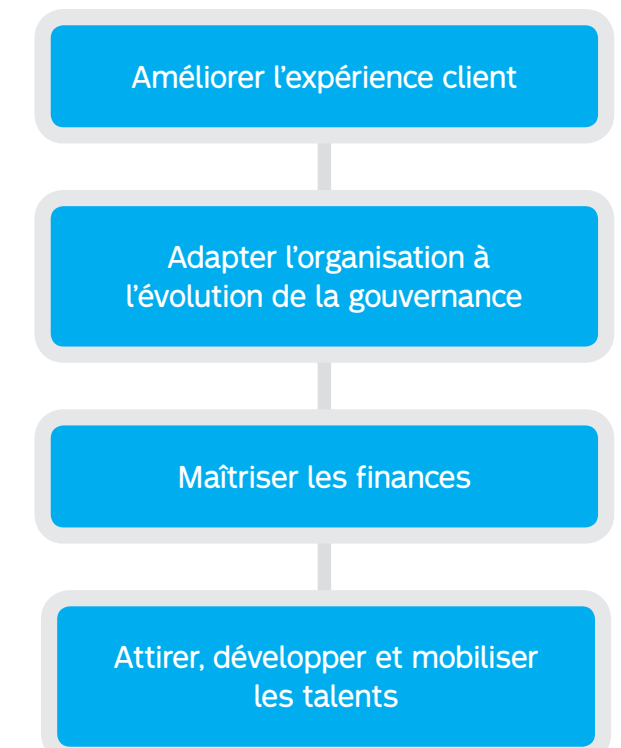 Améliorer l’expérience client
Adapter l’organisation à
l’évolution de la gouvernance
Maîtriser les finances
Attirer, développer et mobiliser
les talents